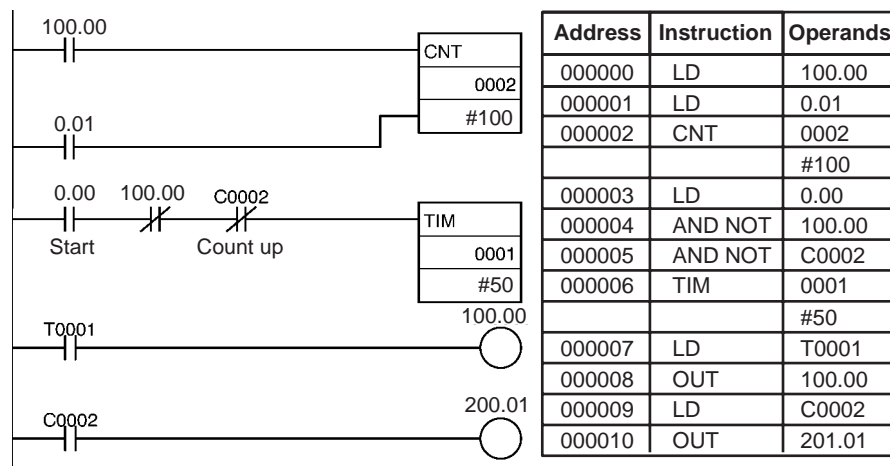 100.00
CNT
0002
#100
0.01
0.00 100.00 C0002
Start Count up
TIM
0001
#50
100.00
T0001
200.01
C0002
Address Instruction Operands
000000 LD 100.00
000001 LD 0.01
000002 CNT 0002
#100
000003 LD 0.00
000004 AND NOT 100.00
000005 AND NOT C0002
000006 TIM 0001
#50
000007 LD T0001
000008 OUT 100.00
000009 LD C0002
000010 OUT 201.01